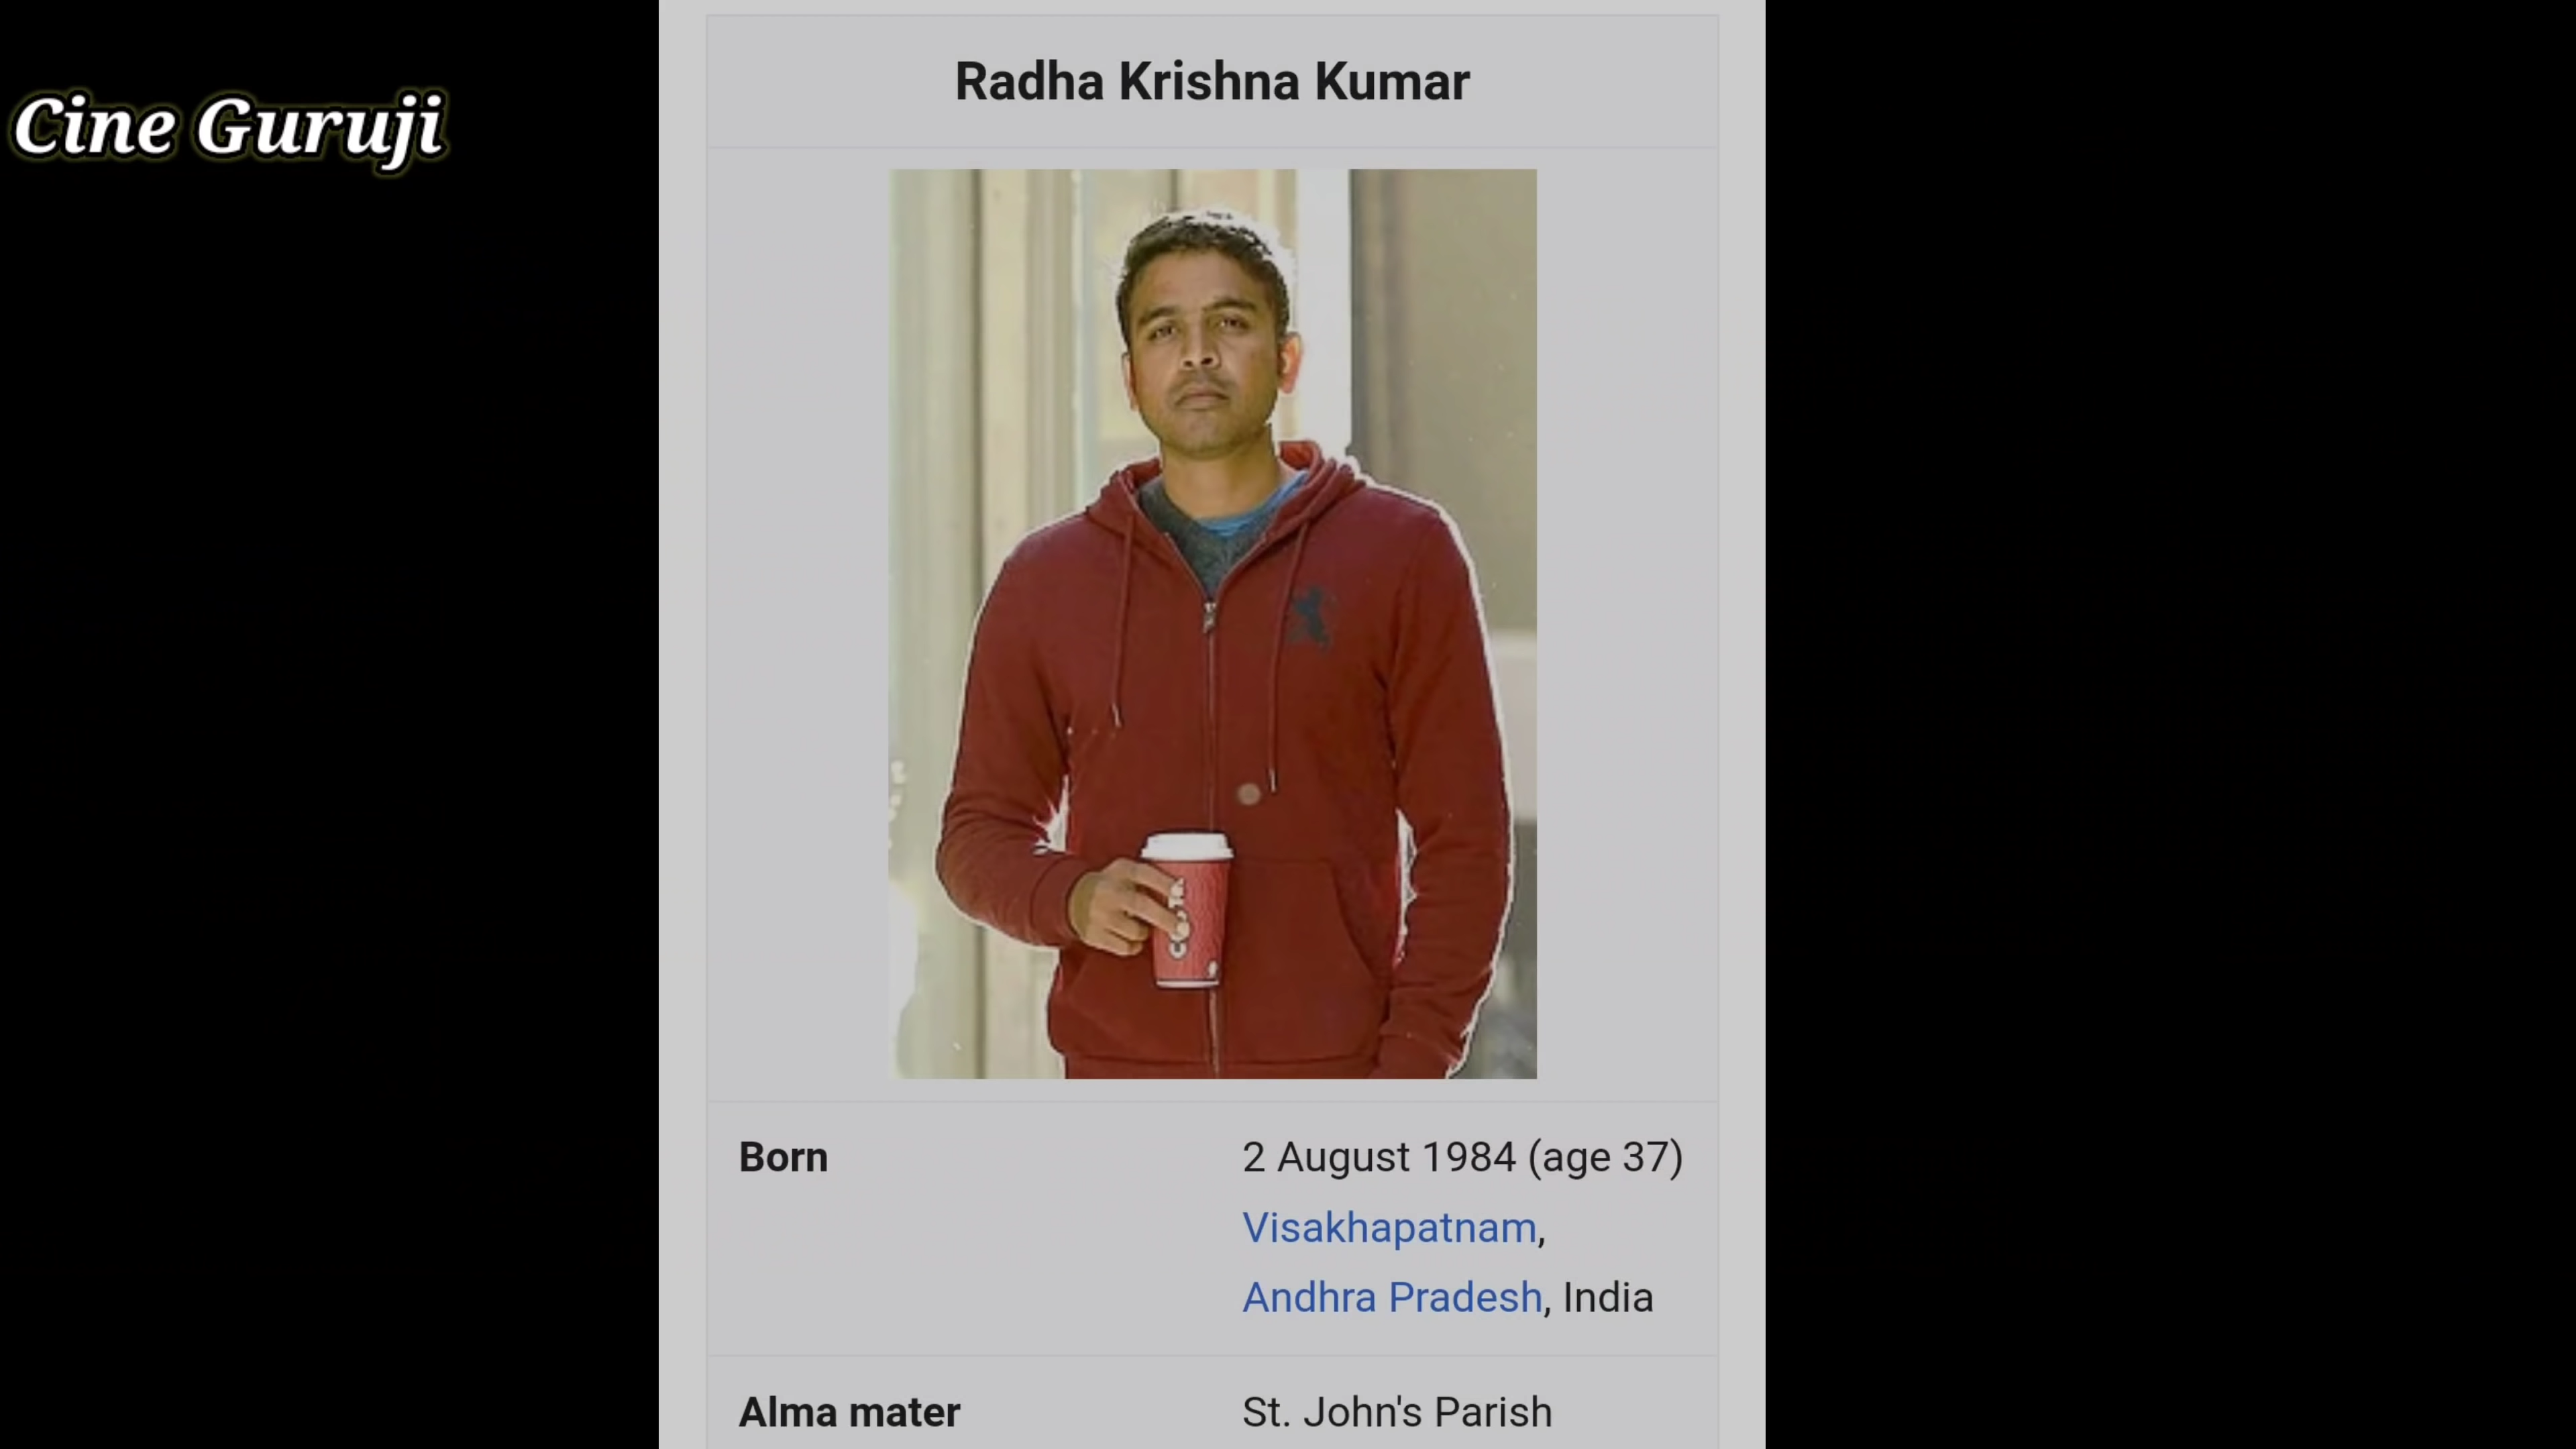 Cine Guruji
Radha Krishna Kumar
Born
2 August 1984 (age 37)
Visakhapatnam,
Andhra Pradesh, India
Alma mater
St. John's Parish